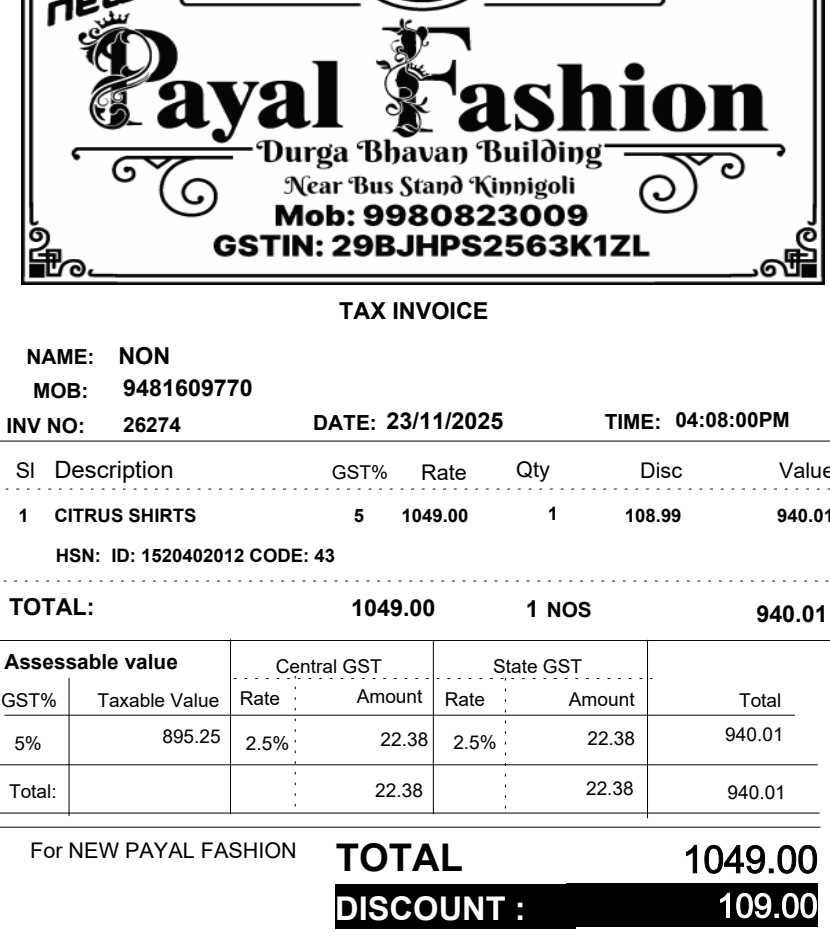 new
Payal Fashion
Durga Bhavan Building
Near Bus Stand Kinnigoli
Mob: 9980823009
GSTIN: 29BJHPS2563K1ZL
TAX INVOICE
NAME: NON
MOB: 9481609770
INV NO: 26274 DATE: 23/11/2025 TIME: 04:08:00PM
Sl Description GST% Rate Qty Disc Value
1 CITRUS SHIRTS 5 1049.00 1 108.99 940.01
HSN: ID: 1520402012 CODE: 43
TOTAL: 1049.00 1 NOS 940.01
Assessable value Central GST State GST
GST% Taxable Value Rate Amount Rate Amount Total
5% 895.25 2.5% 22.38 2.5% 22.38 940.01
Total: 22.38 22.38 940.01
For NEW PAYAL FASHION TOTAL 1049.00
DISCOUNT : 109.00